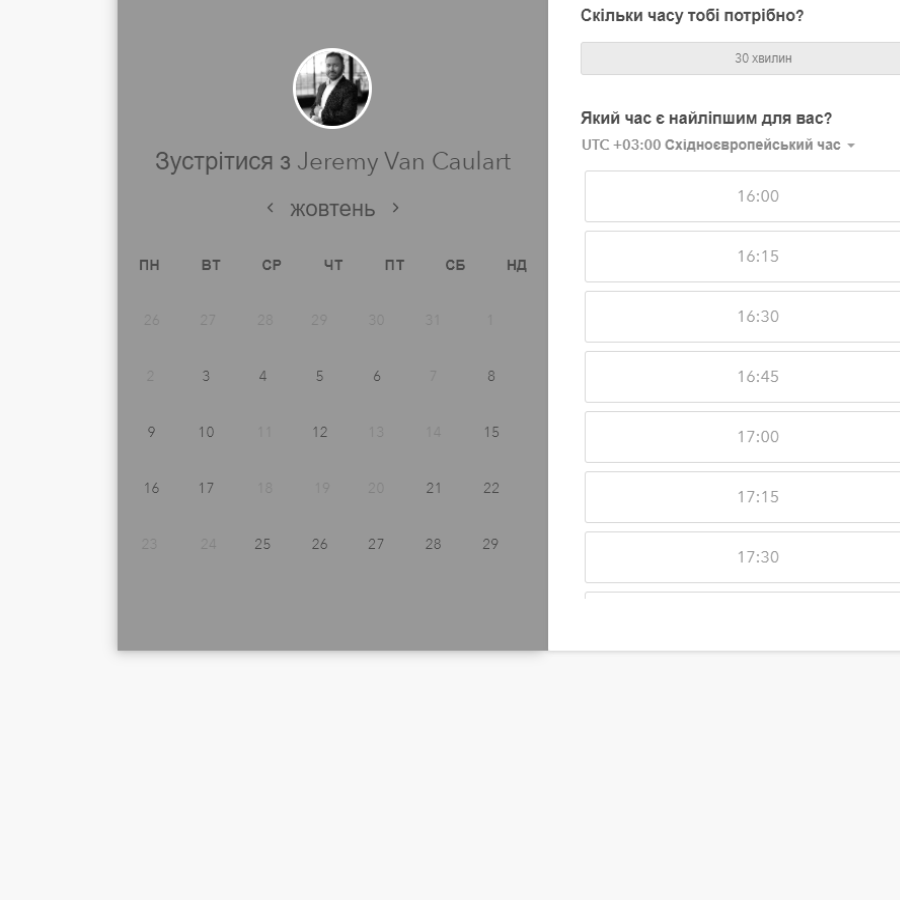 Зустрітися з Jeremy Van Caulart
жовтень
ПН ВТ СР ЧТ ПТ СБ НД
26 27 28 29 30 31 1
2 3 4 5 6 7 8
9 10 11 12 13 14 15
16 17 18 19 20 21 22
23 24 25 26 27 28 29
Скільки часу тобі потрібно?
30 хвилин
Який час є найліпшим для вас?
UTC +03:00 Східноєвропейський час
16:00
16:15
16:30
16:45
17:00
17:15
17:30